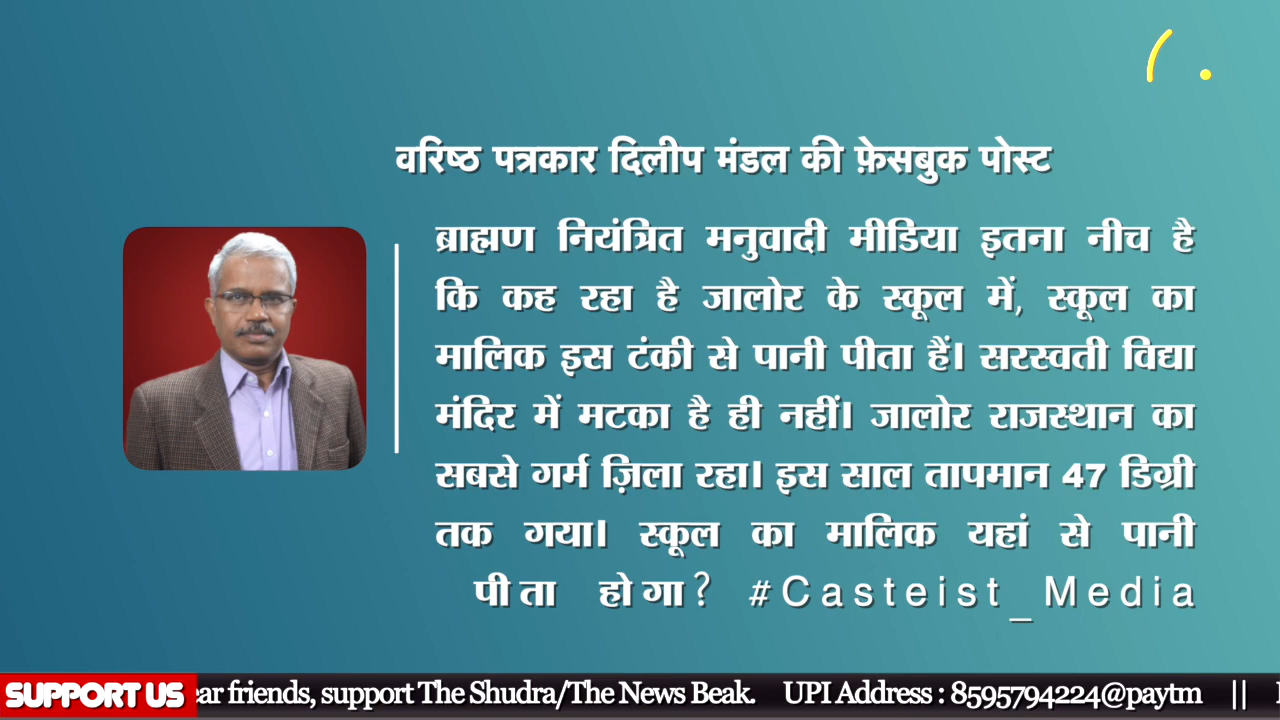 वरिष्ठ पत्रकार दिलीप मंडल की फ़ेसबुक पोस्ट
ब्राह्मण नियंत्रित मनुवादी मीडिया इतना नीच है
कि कह रहा है जालोर के स्कूल में, स्कूल का
मालिक इस टंकी से पानी पीता हैं। सरस्वती विद्या
मंदिर में मटका है ही नहीं। जालोर राजस्थान का
सबसे गर्म ज़िला रहा। इस साल तापमान 47 डिग्री
तक गया। स्कूल का मालिक यहां से पानी
पीता होगा? #Casteist_Media
SUPPORT US ear friends, support The Shudra/The News Beak. UPI Address : 8595794224@paytm ||